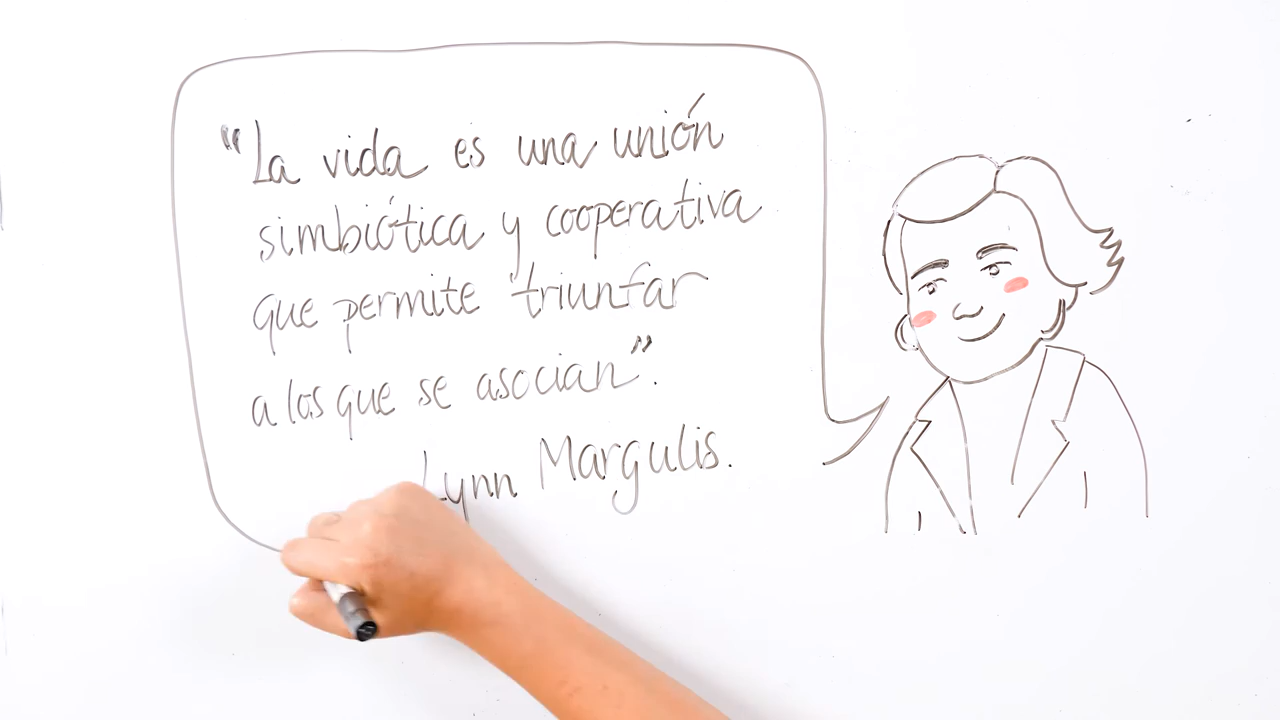 "La vida es una unión
simbiótica y cooperativa
que permite triunfar
a los que se asocian".
Lynn Margulis.